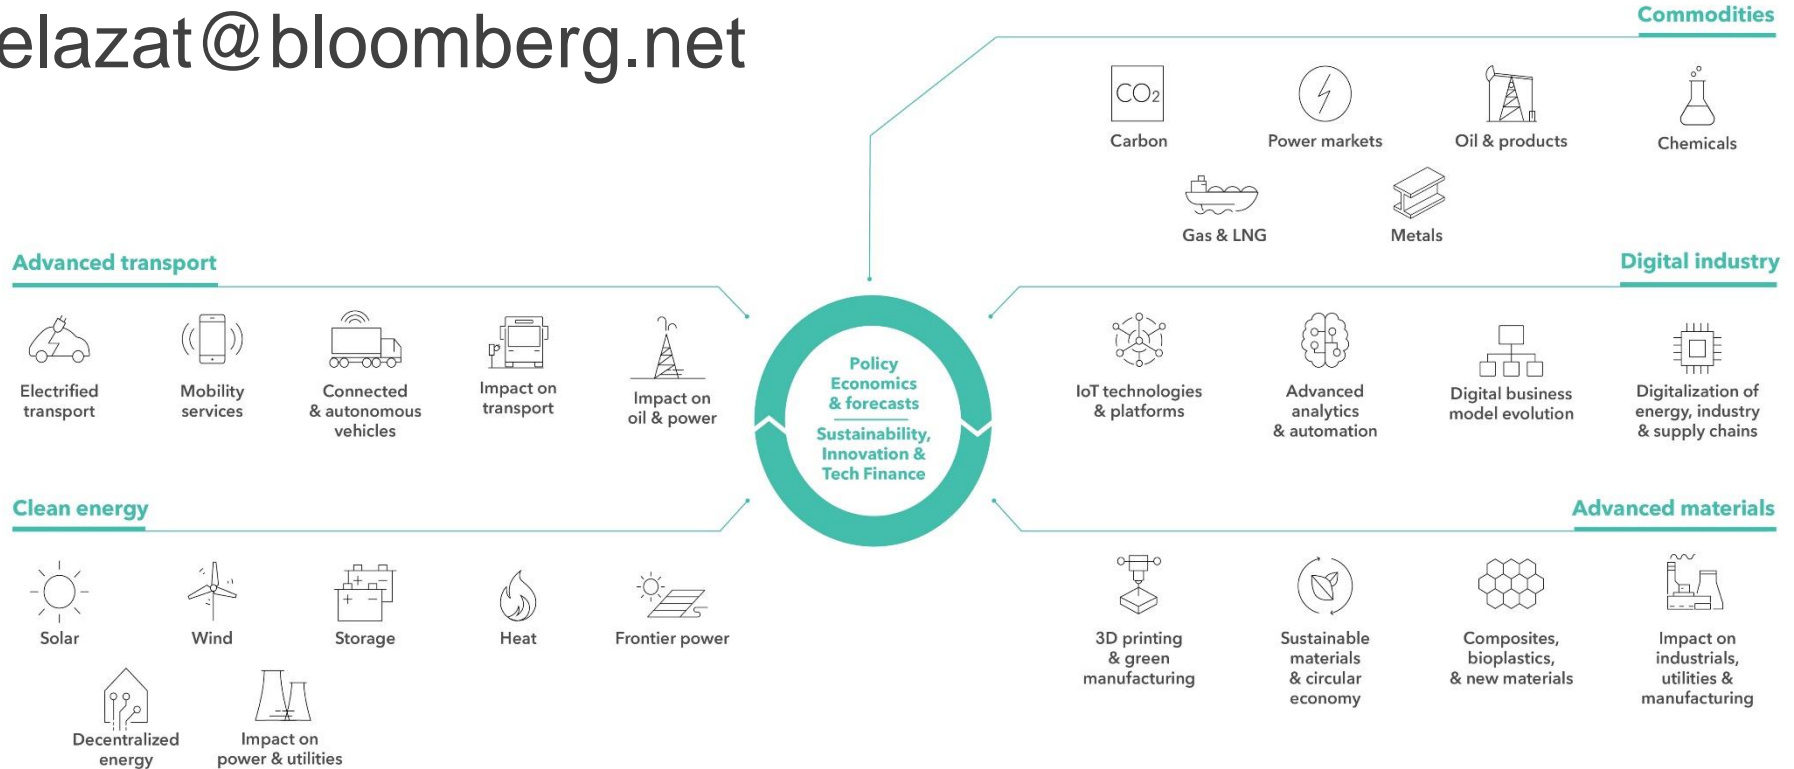 elazat@bloomberg.net
Commodities
CO₂
Carbon
Power markets
Oil & products
Chemicals
Gas & LNG
Metals
Advanced transport
Electrified
transport
Mobility
services
Connected
& autonomous
vehicles
Impact on
transport
Impact on
oil & power
Policy
Economics
& forecasts
Sustainability,
Innovation &
Tech Finance
Digital industry
IoT technologies
& platforms
Advanced
analytics
& automation
Digital business
model evolution
Digitalization of
energy, industry
& supply chains
Clean energy
Solar
Wind
Storage
Heat
Frontier power
Decentralized
energy
Impact on
power & utilities
Advanced materials
3D printing
& green
manufacturing
Sustainable
materials
& circular
economy
Composites,
bioplastics,
& new materials
Impact on
industrials,
utilities &
manufacturing